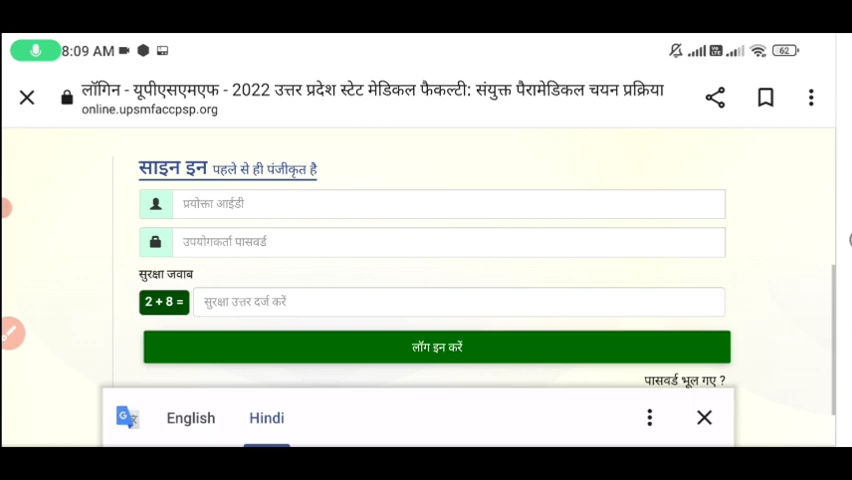 8:09 AM
62
लॉगिन - यूपीएसएमएफ - 2022 उत्तर प्रदेश स्टेट मेडिकल फैकल्टी: संयुक्त पैरामेडिकल चयन प्रक्रिया
online.upsmfaccpsp.org
साइन इन पहले से ही पंजीकृत है
प्रयोक्ता आईडी
उपयोगकर्ता पासवर्ड
सुरक्षा जवाब
2 + 8 = सुरक्षा उत्तर दर्ज करें
लॉग इन करें
पासवर्ड भूल गए ?
English Hindi